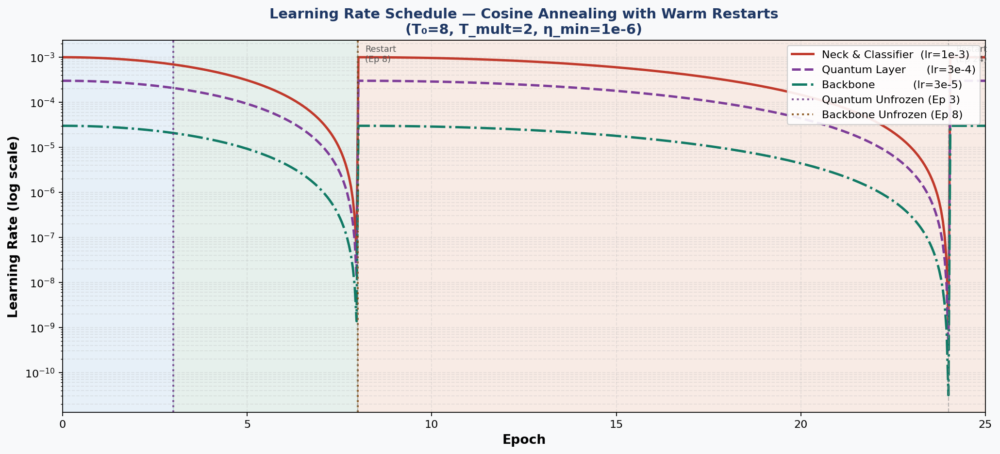 Learning Rate Schedule — Cosine Annealing with Warm Restarts
(T₀=8, T_mult=2, η_min=1e-6)
Learning Rate (log scale)
10⁻³
10⁻⁴
10⁻⁵
10⁻⁶
10⁻⁷
10⁻⁸
10⁻⁹
10⁻¹⁰
Restart
(Ep 8)
Restart
Neck & Classifier (lr=1e-3)
Quantum Layer (lr=3e-4)
Backbone (lr=3e-5)
Quantum Unfrozen (Ep 3)
Backbone Unfrozen (Ep 8)
0 5 10 15 20 25
Epoch